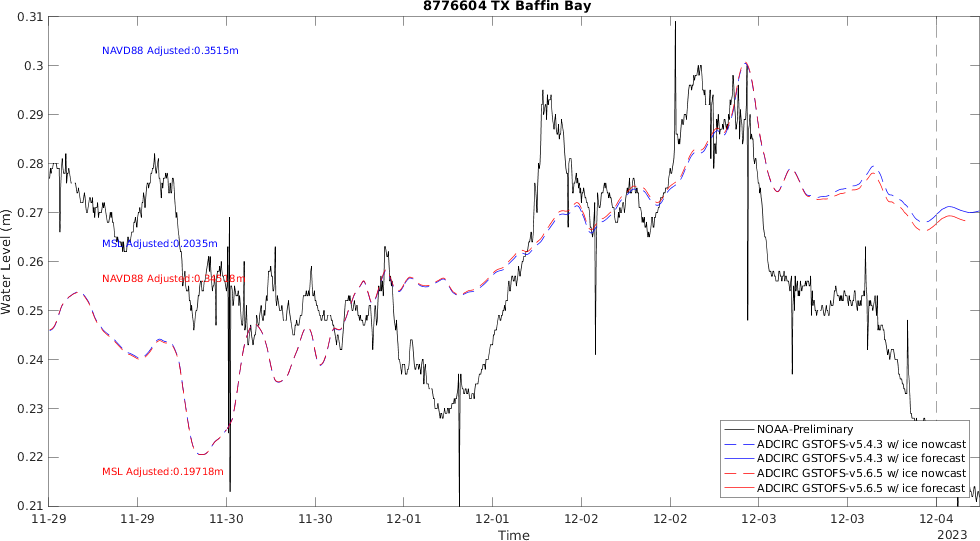 8776604 TX Baffin Bay
0.31
0.3
0.29
0.28
0.27
0.26
0.25
0.24
0.23
0.22
0.21
Water Level (m)
NAVD88 Adjusted:0.3515m
MSL Adjusted:0.2035m
NAVD88 Adjusted:0.34518m
MSL Adjusted:0.19718m
NOAA-Preliminary
ADCIRC GSTOFS-v5.4.3 w/ ice nowcast
ADCIRC GSTOFS-v5.4.3 w/ ice forecast
ADCIRC GSTOFS-v5.6.5 w/ ice nowcast
ADCIRC GSTOFS-v5.6.5 w/ ice forecast
11-29 11-29 11-30 11-30 12-01 12-01 12-02 12-02 12-03 12-03 12-04
2023
Time